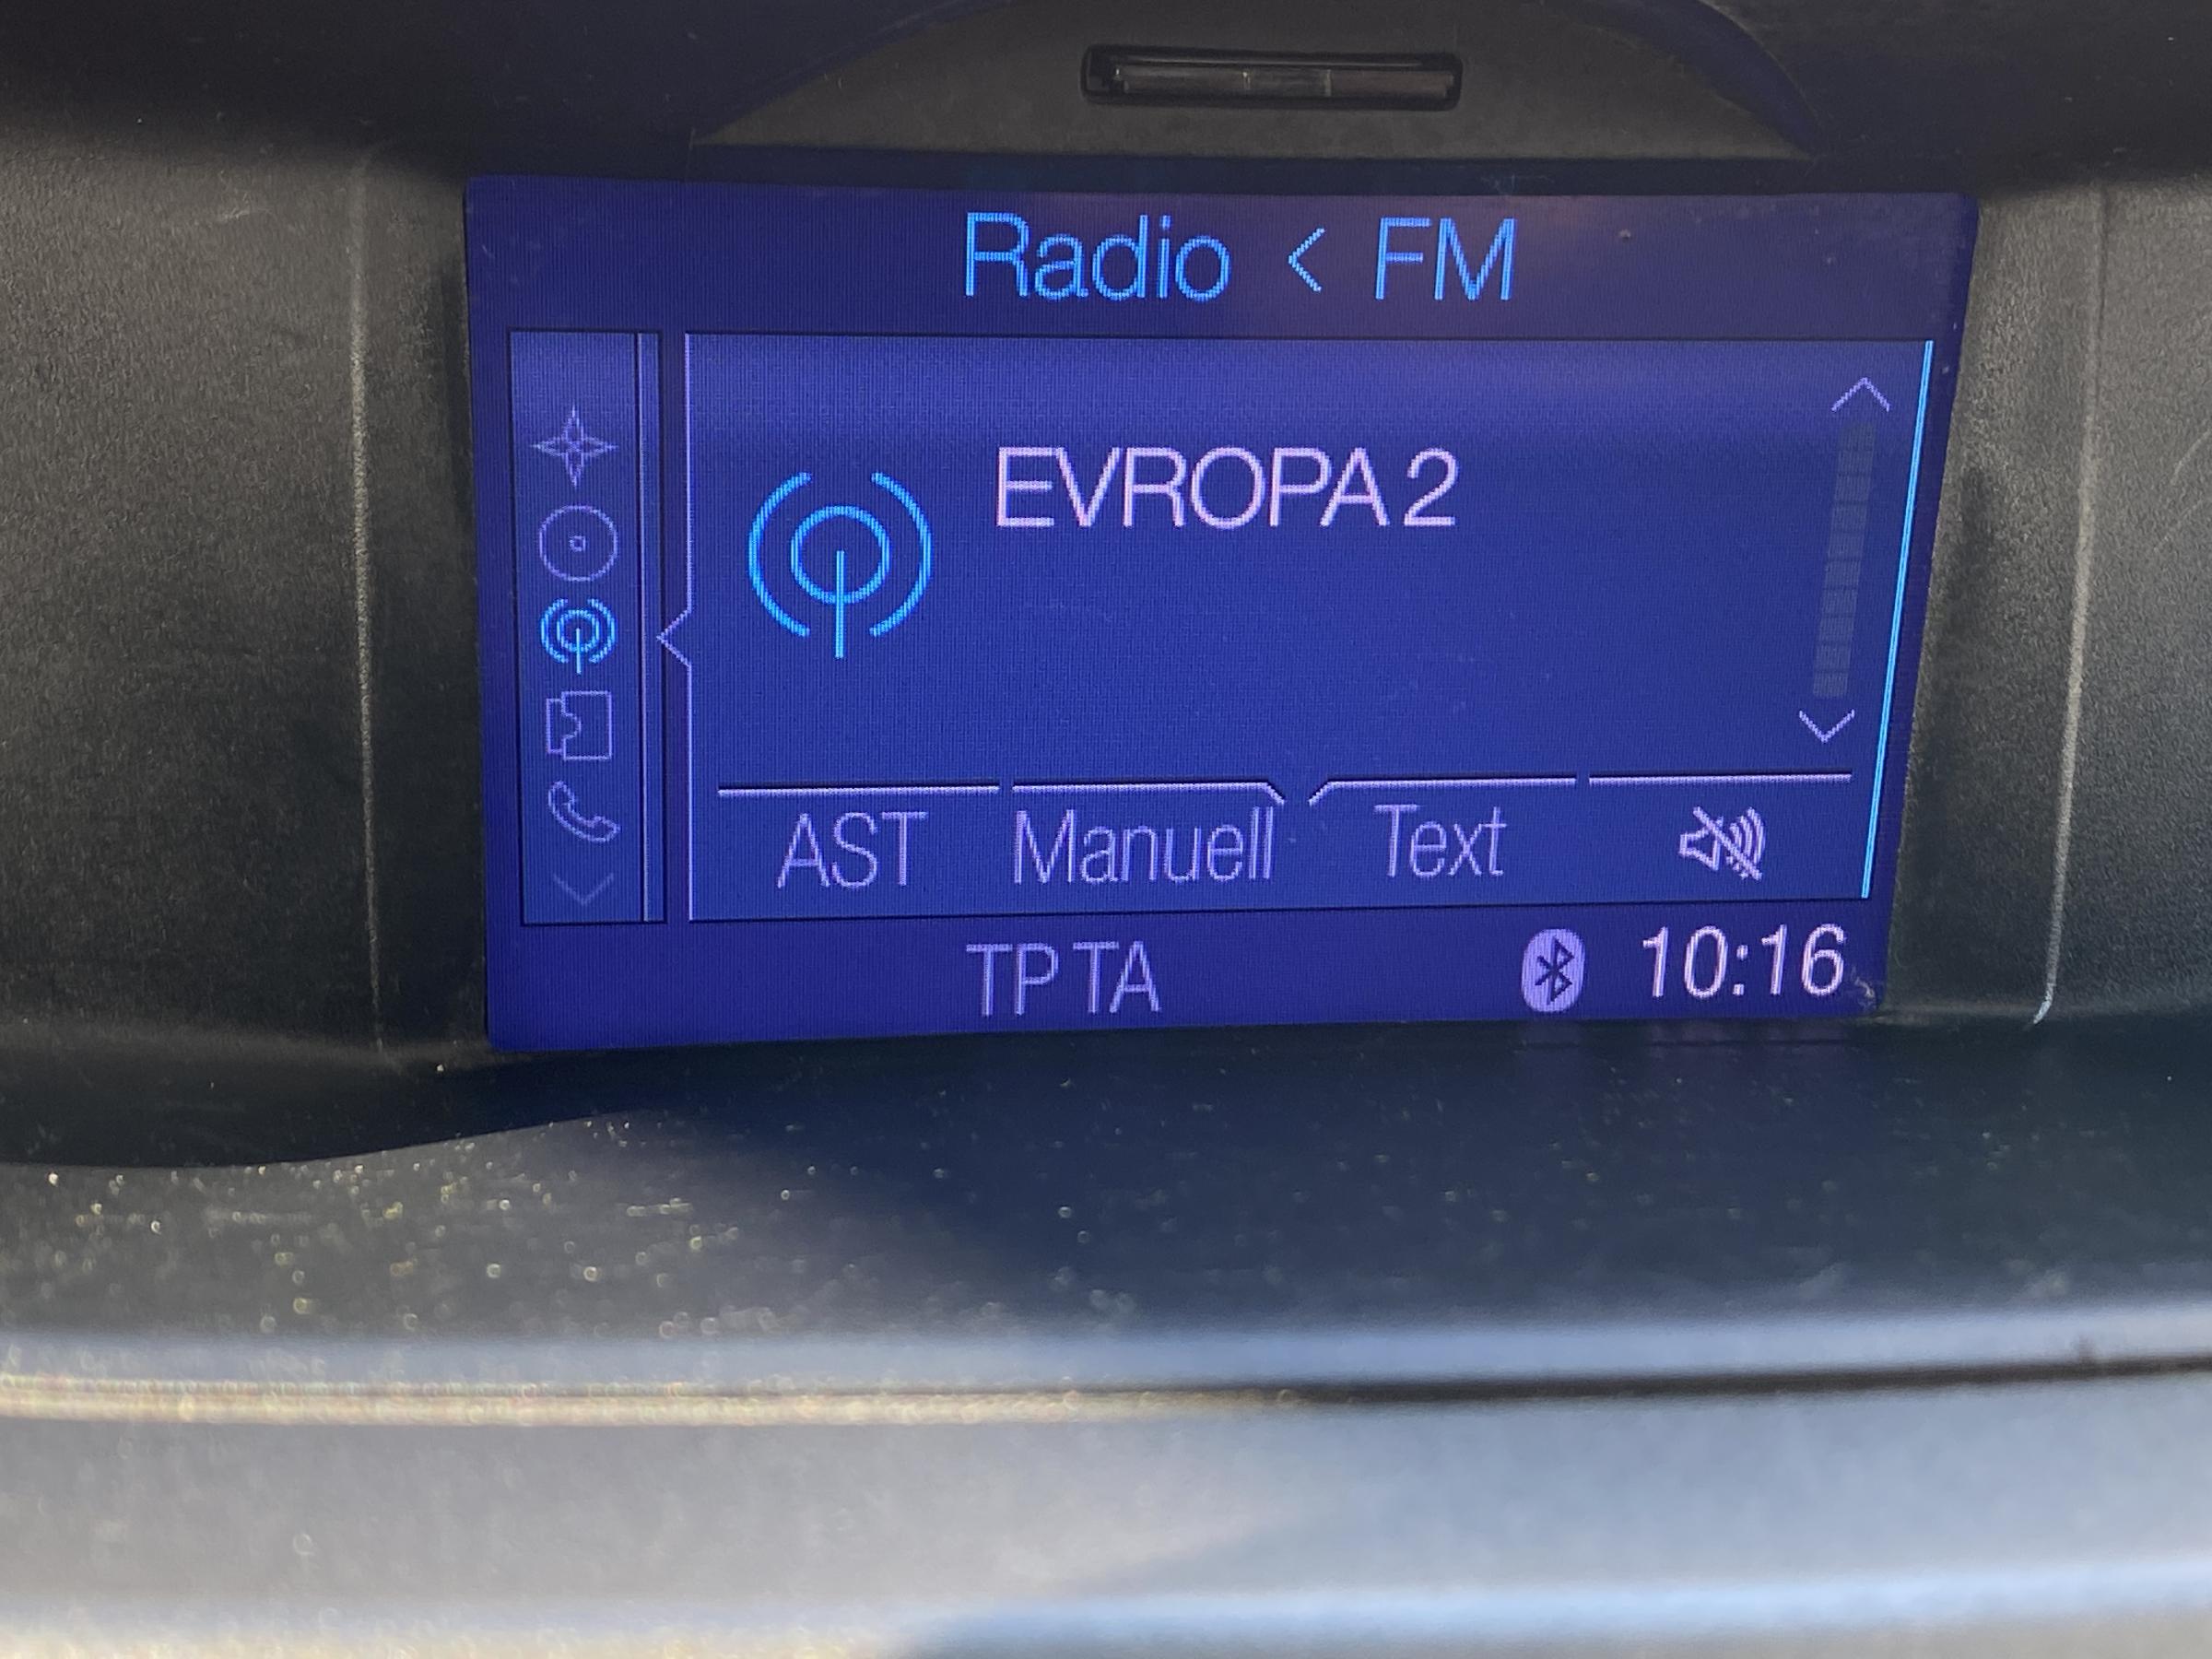 Radio < FM
EVROPA 2
AST Manuell Text
TP TA 10:16